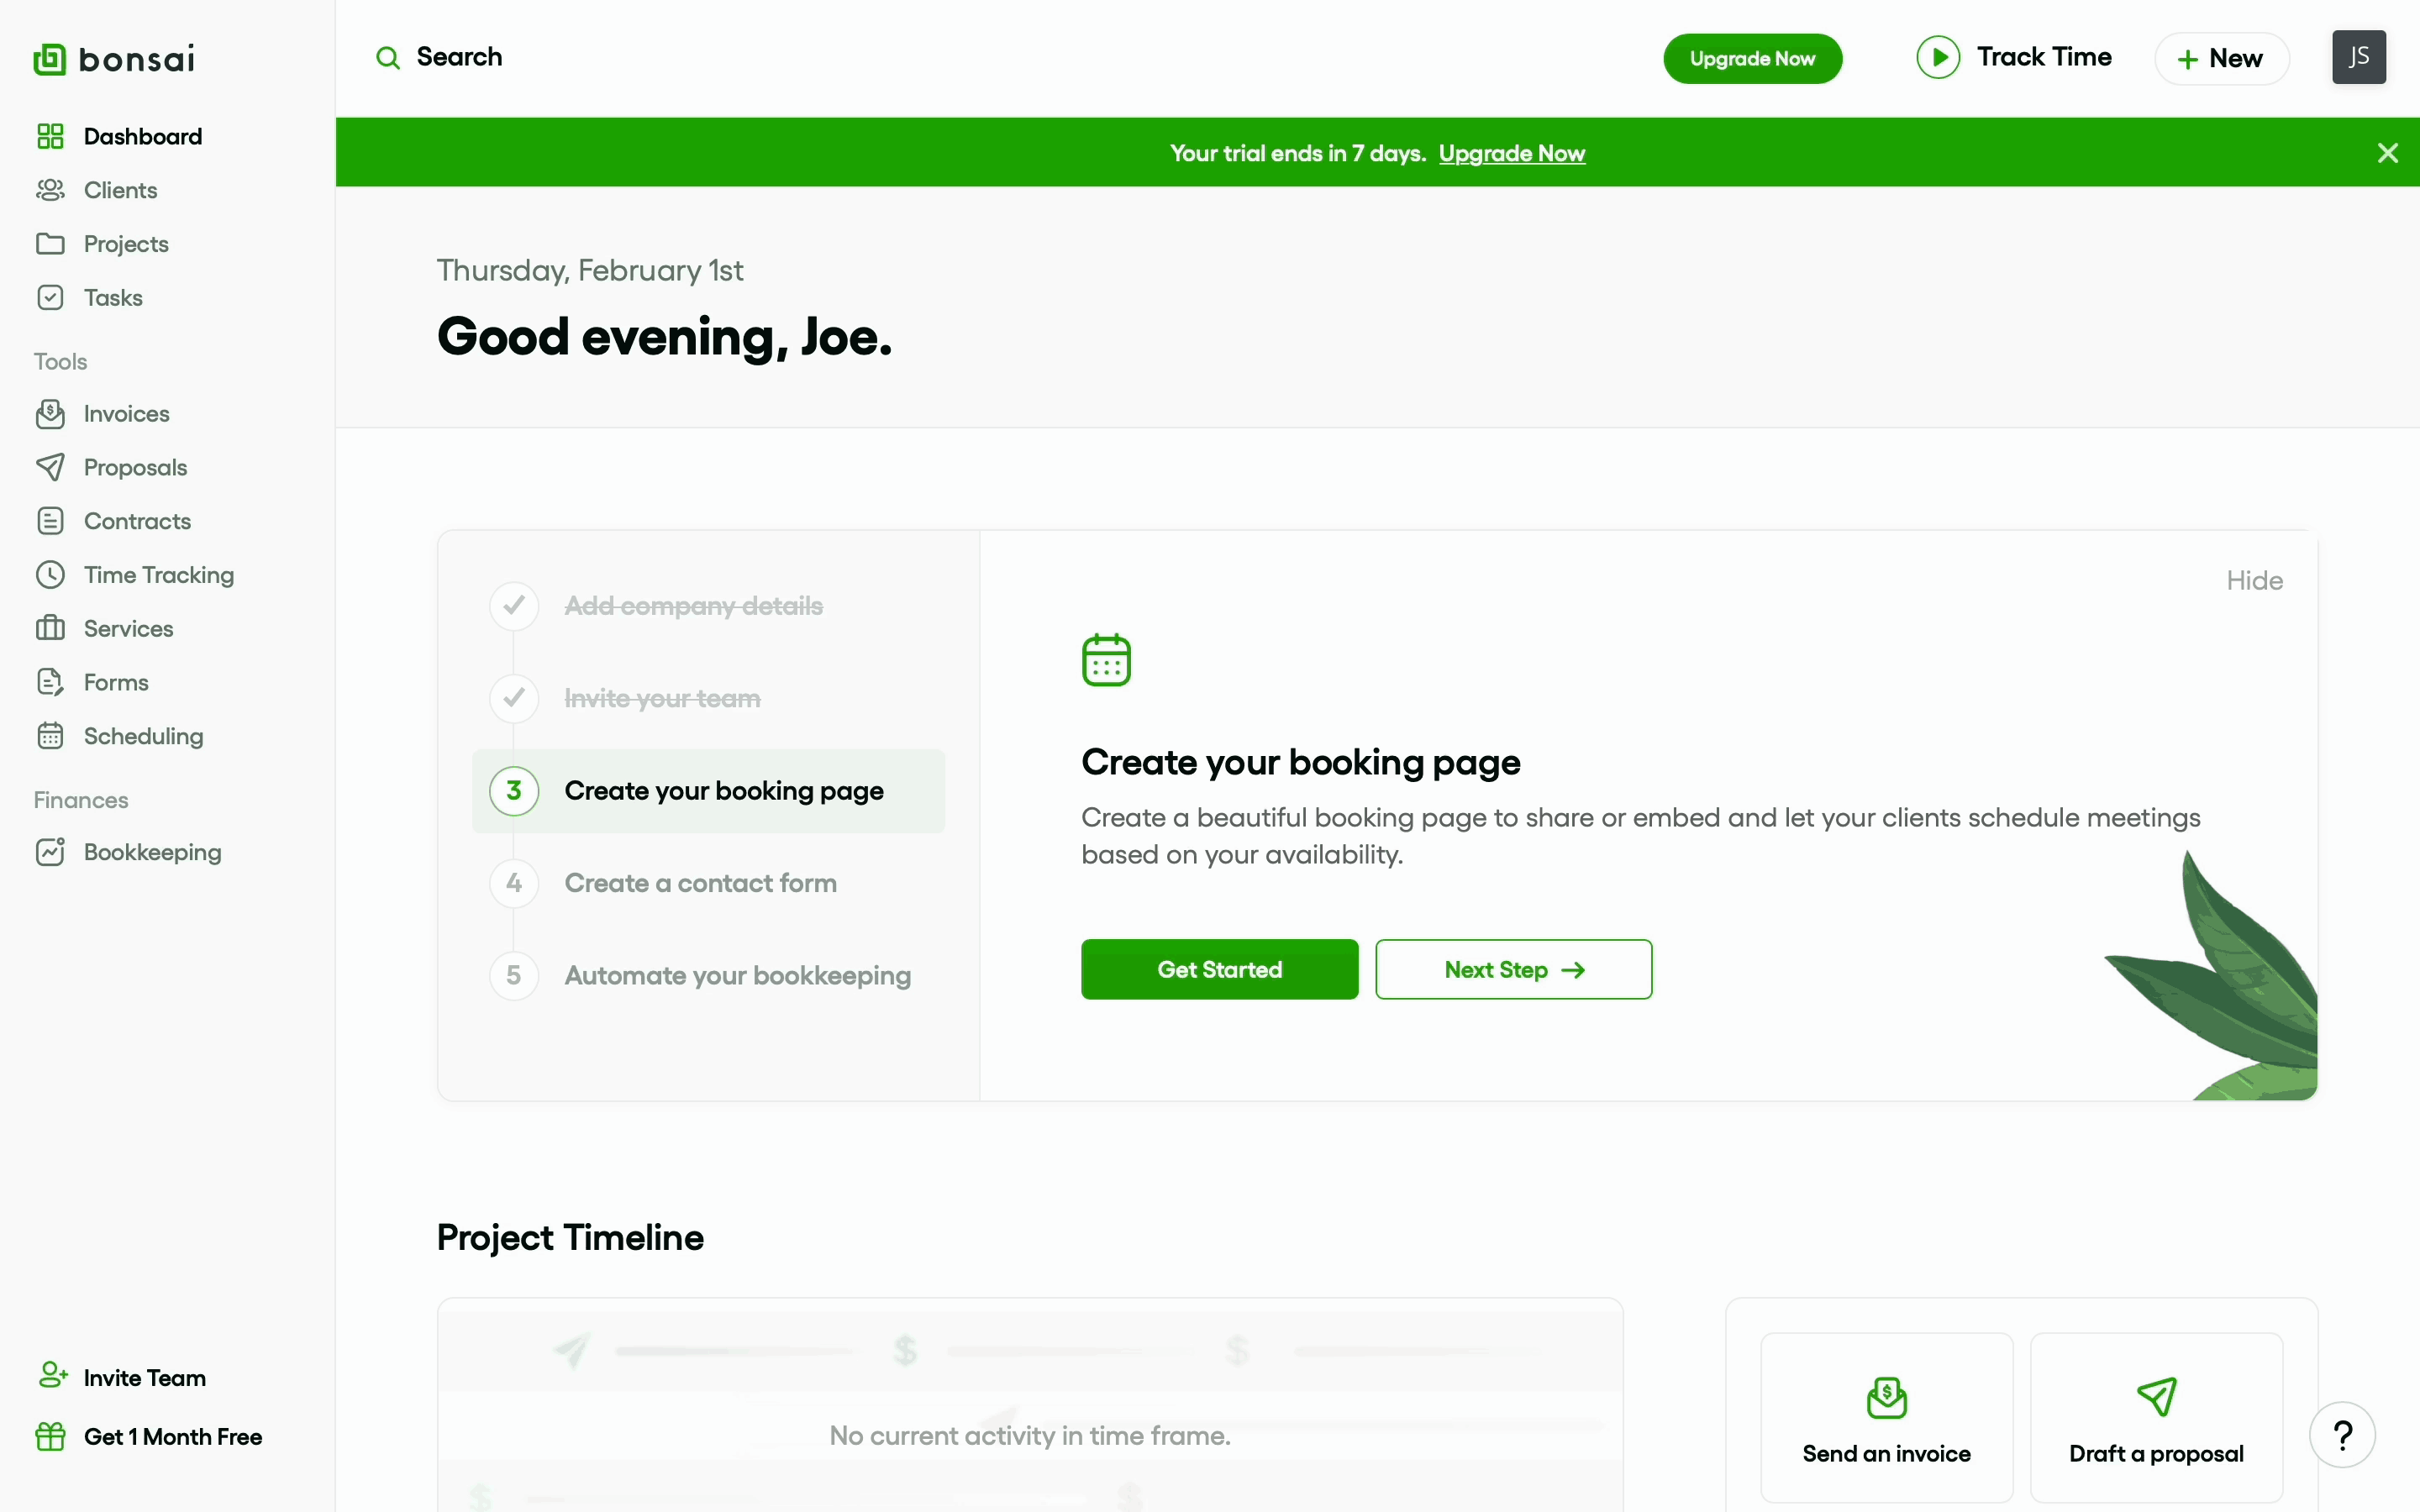 bonsai
Search
Upgrade Now
Track Time
New
JS
Your trial ends in 7 days. Upgrade Now
Dashboard
Clients
Projects
Tasks
Tools
Invoices
Proposals
Contracts
Time Tracking
Services
Forms
Scheduling
Finances
Bookkeeping
Invite Team
Get 1 Month Free
Thursday, February 1st
Good evening, Joe.
Add company details
Invite your team
3 Create your booking page
4 Create a contact form
5 Automate your bookkeeping
Hide
Create your booking page
Create a beautiful booking page to share or embed and let your clients schedule meetings
based on your availability.
Get Started
Next Step
Project Timeline
No current activity in time frame.
Send an invoice
Draft a proposal
?